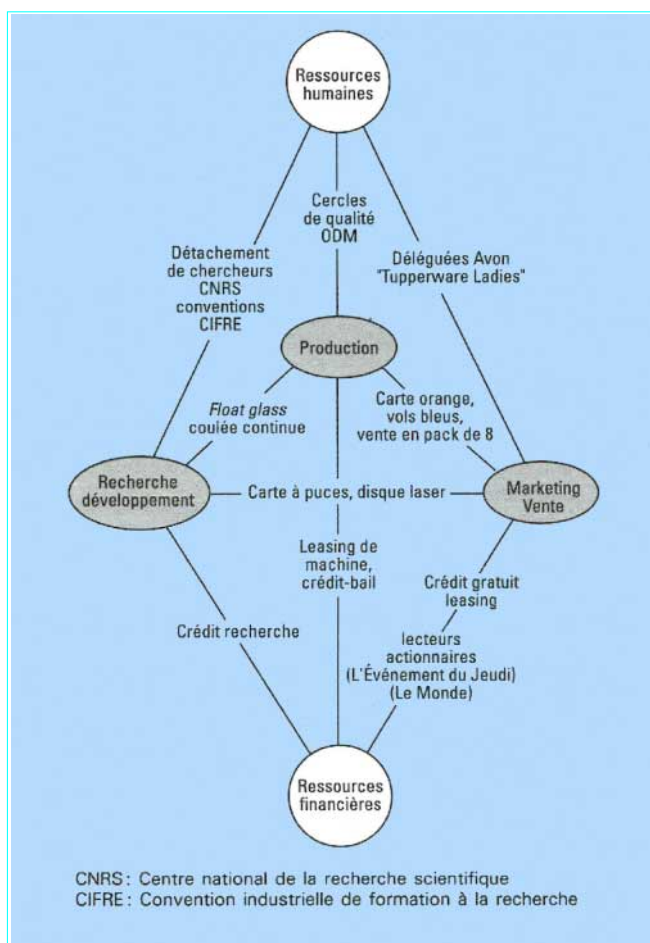 Ressources
humaines
Cercles
de qualité
ODM
Détachement
de chercheurs
CNRS
conventions
CIFRE
Déléguées Avon
"Tupperware Ladies"
Production
Float glass
coulée continue
Carte orange,
vols bleus,
vente en pack de 8
Recherche
développement
Carte à puces, disque laser
Marketing
Vente
Leasing de
machine,
crédit-bail
Crédit gratuit
leasing
Crédit recherche
lecteurs
actionnaires
(L'Événement du Jeudi)
(Le Monde)
Ressources
financières
CNRS : Centre national de la recherche scientifique
CIFRE : Convention industrielle de formation à la recherche